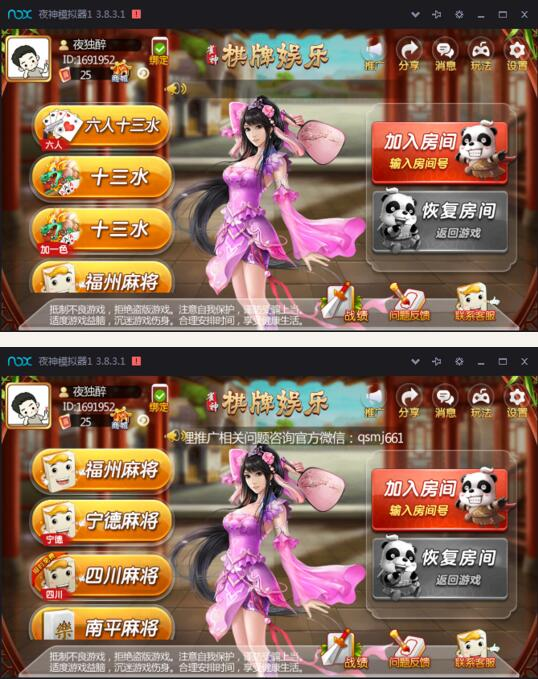 nox 夜神模拟器1 3.8.3.1
夜独醉
ID:1691952
25
商城
绑定
雀神 棋牌娱乐
推广 分享 消息 玩法 设置
六人十三水
六人
十三水
十三水
加一色
福州麻将
加入房间
输入房间号
恢复房间
返回游戏
战绩 问题反馈 联系客服
抵制不良游戏，拒绝盗版游戏。注意自我保护，谨防受骗上当。
适度游戏益脑，沉迷游戏伤身。合理安排时间，享受健康生活。
nox 夜神模拟器1 3.8.3.1
夜独醉
ID:1691952
25
商城
绑定
雀神 棋牌娱乐
推广 分享 消息 玩法 设置
理推广相关问题咨询官方微信：qsmj661
福州麻将
宁德麻将
宁德
四川麻将
四川
南平麻将
加入房间
输入房间号
恢复房间
返回游戏
战绩 问题反馈 联系客服
抵制不良游戏，拒绝盗版游戏。注意自我保护，谨防受骗上当。
适度游戏益脑，沉迷游戏伤身。合理安排时间，享受健康生活。